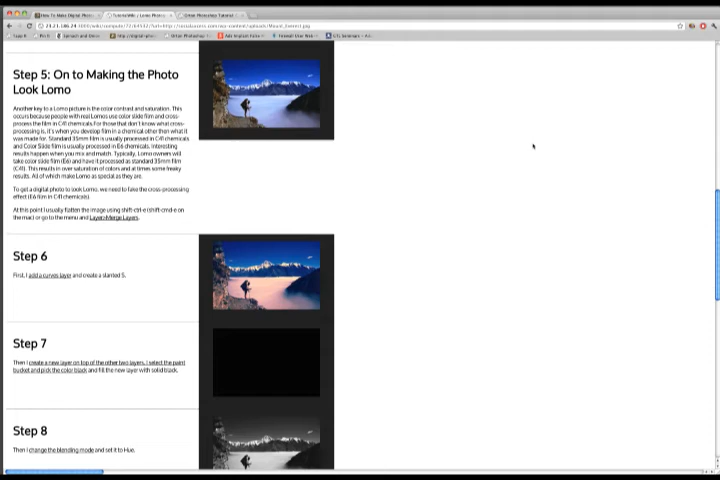 Step 5: On to Making the Photo
Look Lomo
Another key to a Lomo picture is the color contrast and saturation. This
occurs because people with real Lomos use color slide film and cross-
process the film in C41 chemicals. For those that don't know what cross-
processing is, it's when you develop film in a chemical other than what it
was made for. Standard 35mm film is usually processed in C41 chemicals
and Color Slide film is usually processed in E6 chemicals. Interesting
results happen when you mix and match. Typically, Lomo owners will
take color slide film (E6) and have it processed as standard 35mm film
(C41). This results in over saturation of colors and at times some freaky
results. All of which make Lomo as special as they are.
To get a digital photo to look Lomo, we need to fake the cross-processing
effect (E6 film in C41 chemicals).
At this point I usually flatten the image using shift-ctrl-e (shift-cmd-e on
the mac) or go to the menu and Layer>Merge Layers.
Step 6
First, I add a curves layer and create a slanted S.
Step 7
Then I create a new layer on top of the other two layers. I select the paint
bucket and pick the color black and fill the new layer with solid black.
Step 8
Then I change the blending mode and set it to Hue.